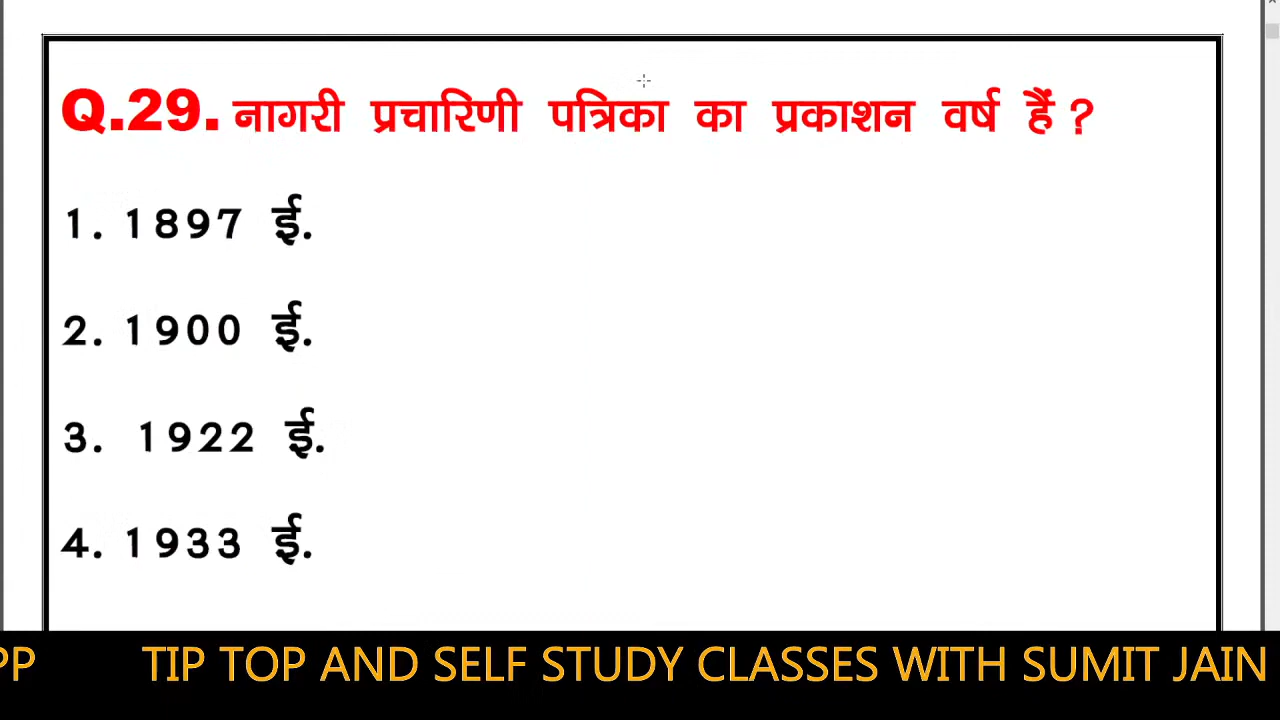 Q.29. नागरी प्रचारिणी पत्रिका का प्रकाशन वर्ष हैं ?
1. 1897 ई.
2. 1900 ई.
3. 1922 ई.
4. 1933 ई.
PP TIP TOP AND SELF STUDY CLASSES WITH SUMIT JAIN